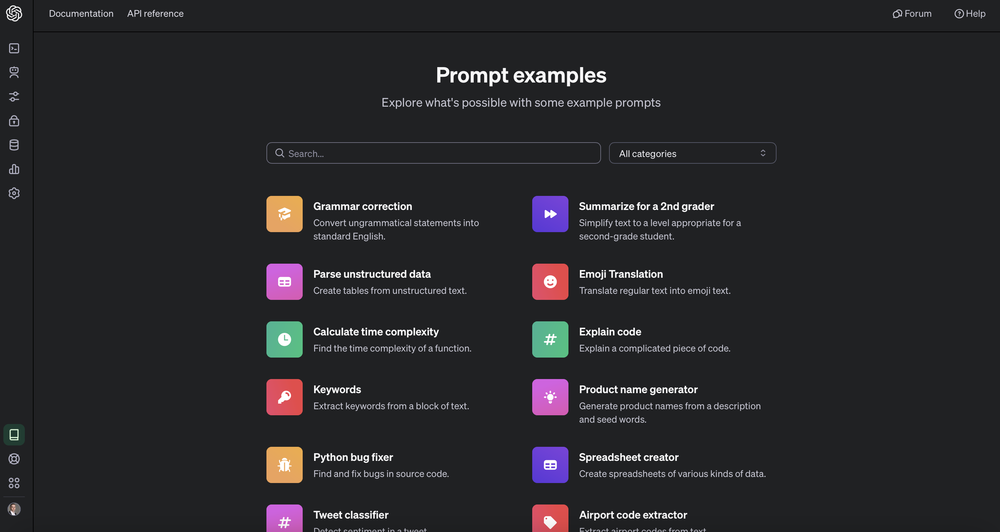 Documentation
API reference
Forum
Help
Prompt examples
Explore what's possible with some example prompts
Search...
All categories
Grammar correction
Convert ungrammatical statements into
standard English.
Summarize for a 2nd grader
Simplify text to a level appropriate for a
second-grade student.
Parse unstructured data
Create tables from unstructured text.
Emoji Translation
Translate regular text into emoji text.
Calculate time complexity
Find the time complexity of a function.
Explain code
Explain a complicated piece of code.
Keywords
Extract keywords from a block of text.
Product name generator
Generate product names from a description
and seed words.
Python bug fixer
Find and fix bugs in source code.
Spreadsheet creator
Create spreadsheets of various kinds of data.
Tweet classifier
Detect sentiment in a tweet.
Airport code extractor
Extract airport codes from text.